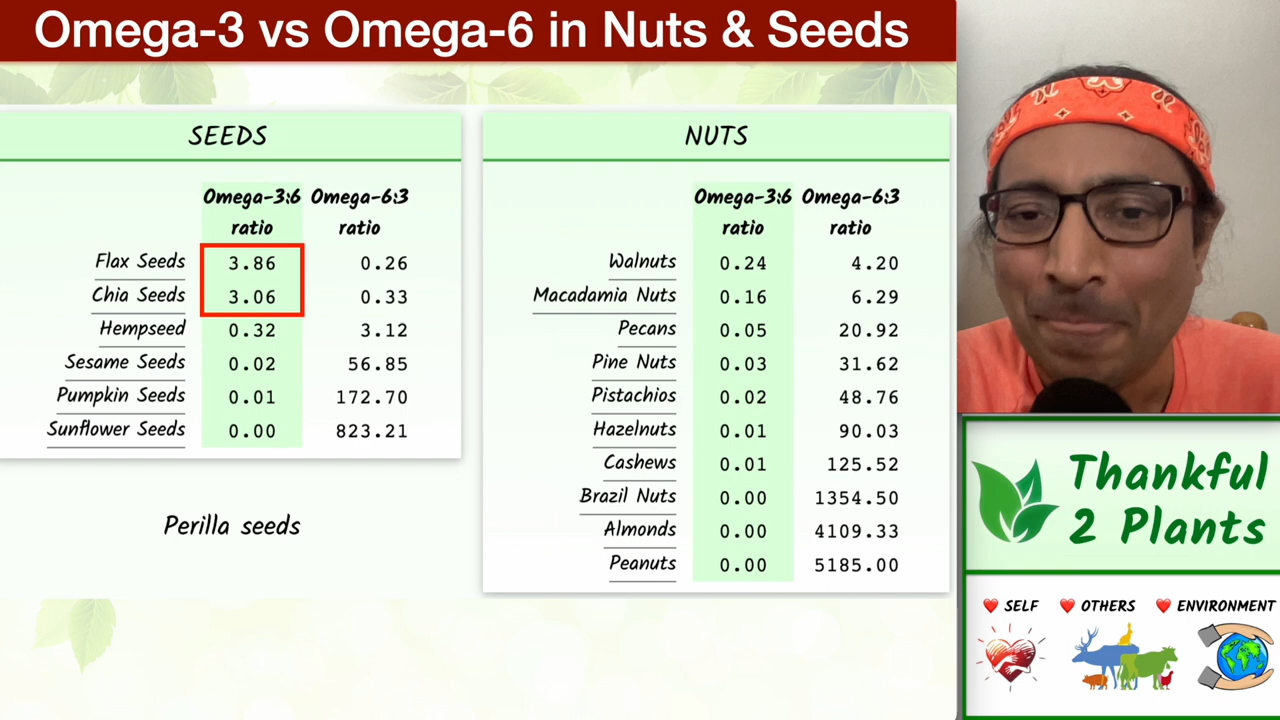 Omega-3 vs Omega-6 in Nuts & Seeds
SEEDS
Omega-3:6 Omega-6:3
ratio ratio
Flax Seeds 3.86 0.26
Chia Seeds 3.06 0.33
Hempseed 0.32 3.12
Sesame Seeds 0.02 56.85
Pumpkin Seeds 0.01 172.70
Sunflower Seeds 0.00 823.21
Perilla seeds
NUTS
Omega-3:6 Omega-6:3
ratio ratio
Walnuts 0.24 4.20
Macadamia Nuts 0.16 6.29
Pecans 0.05 20.92
Pine Nuts 0.03 31.62
Pistachios 0.02 48.76
Hazelnuts 0.01 90.03
Cashews 0.01 125.52
Brazil Nuts 0.00 1354.50
Almonds 0.00 4109.33
Peanuts 0.00 5185.00
Thankful
2 Plants
SELF OTHERS ENVIRONMENT